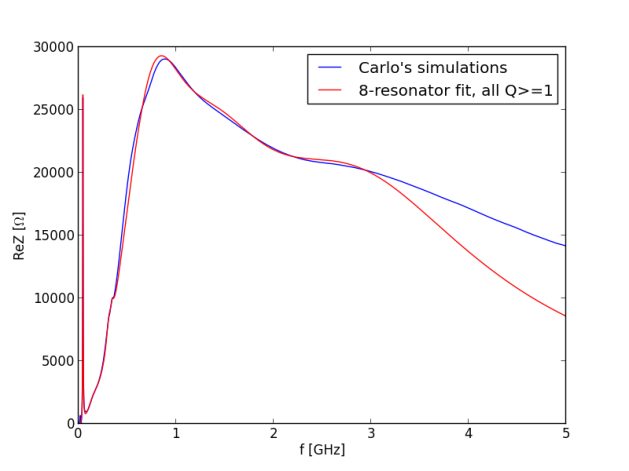 30000
25000
20000
15000
10000
5000
0
ReZ [Ω]
Carlo's simulations
8-resonator fit, all Q>=1
0 1 2 3 4 5
f [GHz]